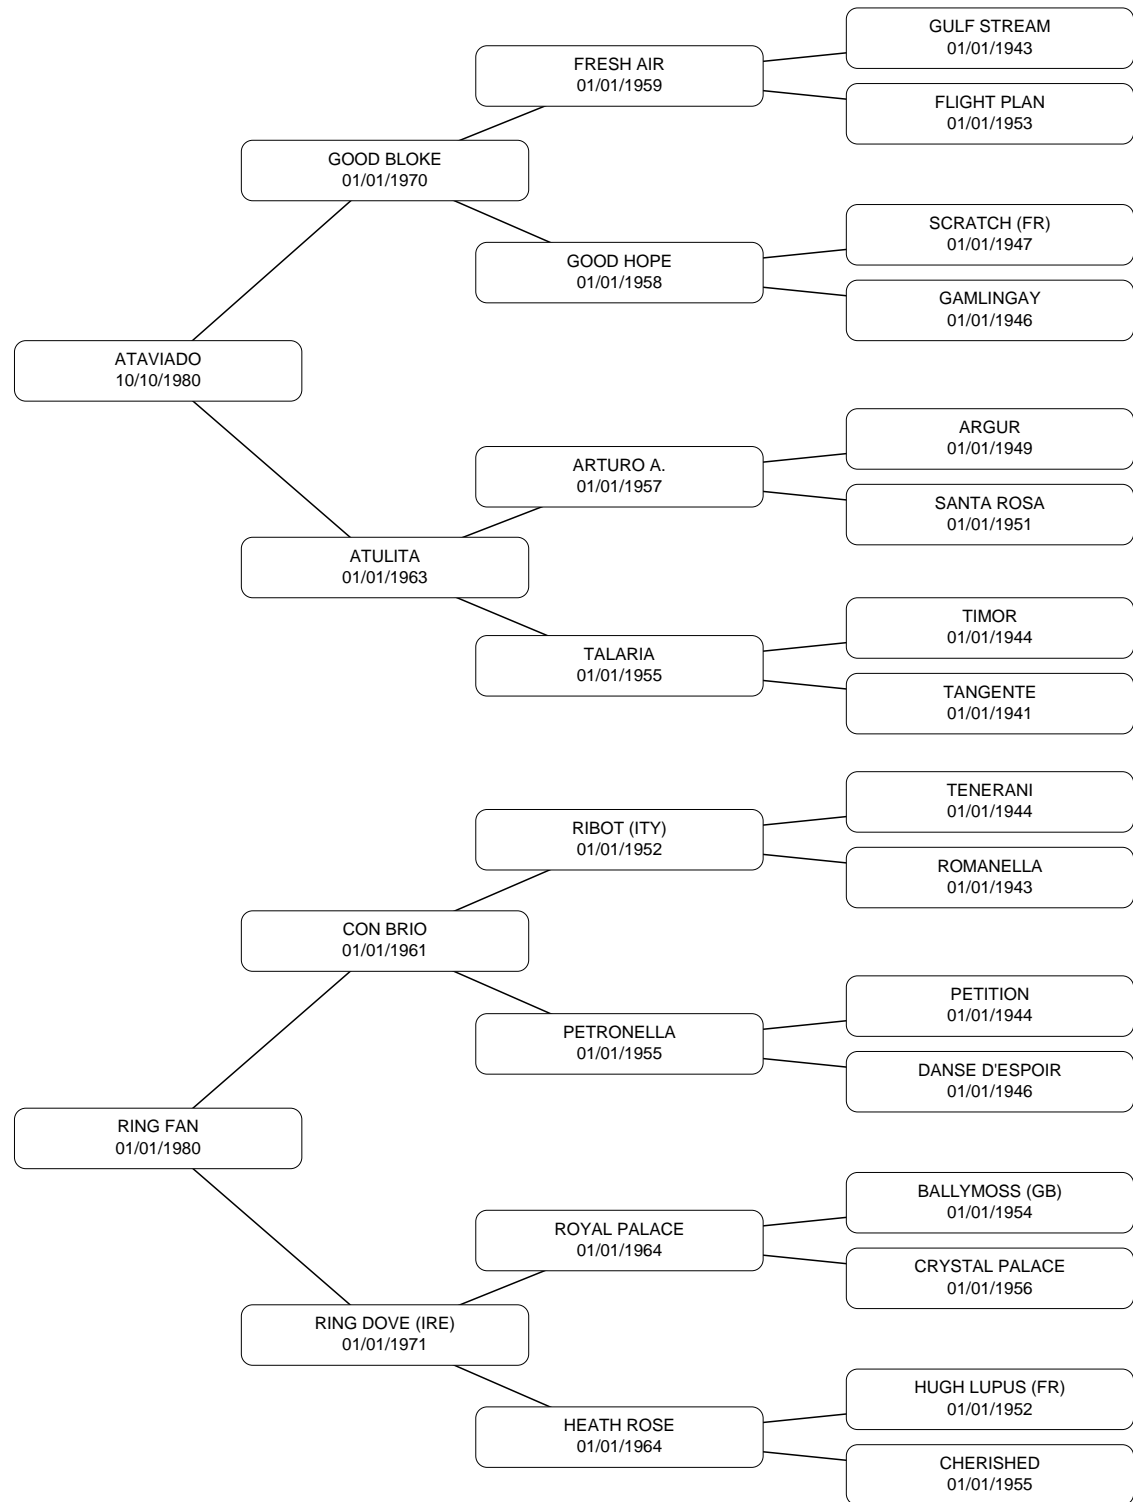 GULF STREAM
01/01/1943
FRESH AIR
01/01/1959
FLIGHT PLAN
01/01/1953
GOOD BLOKE
01/01/1970
SCRATCH (FR)
01/01/1947
GOOD HOPE
01/01/1958
GAMLINGAY
01/01/1946
ATAVIADO
10/10/1980
ARGUR
01/01/1949
ARTURO A.
01/01/1957
SANTA ROSA
01/01/1951
ATULITA
01/01/1963
TIMOR
01/01/1944
TALARIA
01/01/1955
TANGENTE
01/01/1941
TENERANI
01/01/1944
RIBOT (ITY)
01/01/1952
ROMANELLA
01/01/1943
CON BRIO
01/01/1961
PETITION
01/01/1944
PETRONELLA
01/01/1955
DANSE D'ESPOIR
01/01/1946
RING FAN
01/01/1980
BALLYMOSS (GB)
01/01/1954
ROYAL PALACE
01/01/1964
CRYSTAL PALACE
01/01/1956
RING DOVE (IRE)
01/01/1971
HUGH LUPUS (FR)
01/01/1952
HEATH ROSE
01/01/1964
CHERISHED
01/01/1955